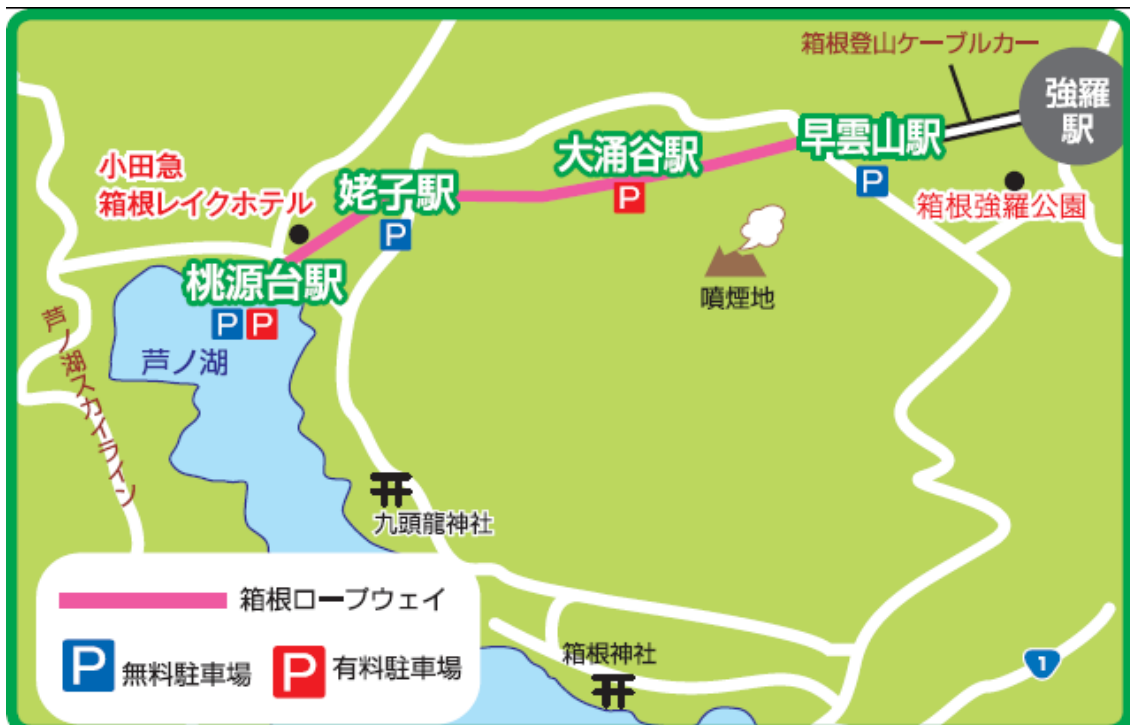 箱根登山ケーブルカー
強羅
駅
早雲山駅
P
大涌谷駅
P
小田急
箱根レイクホテル
姥子駅
P
箱根強羅公園
桃源台駅
P P
噴煙地
芦ノ湖
芦ノ湖スカイライン
九頭龍神社
箱根ロープウェイ
P 無料駐車場 P 有料駐車場
箱根神社
1